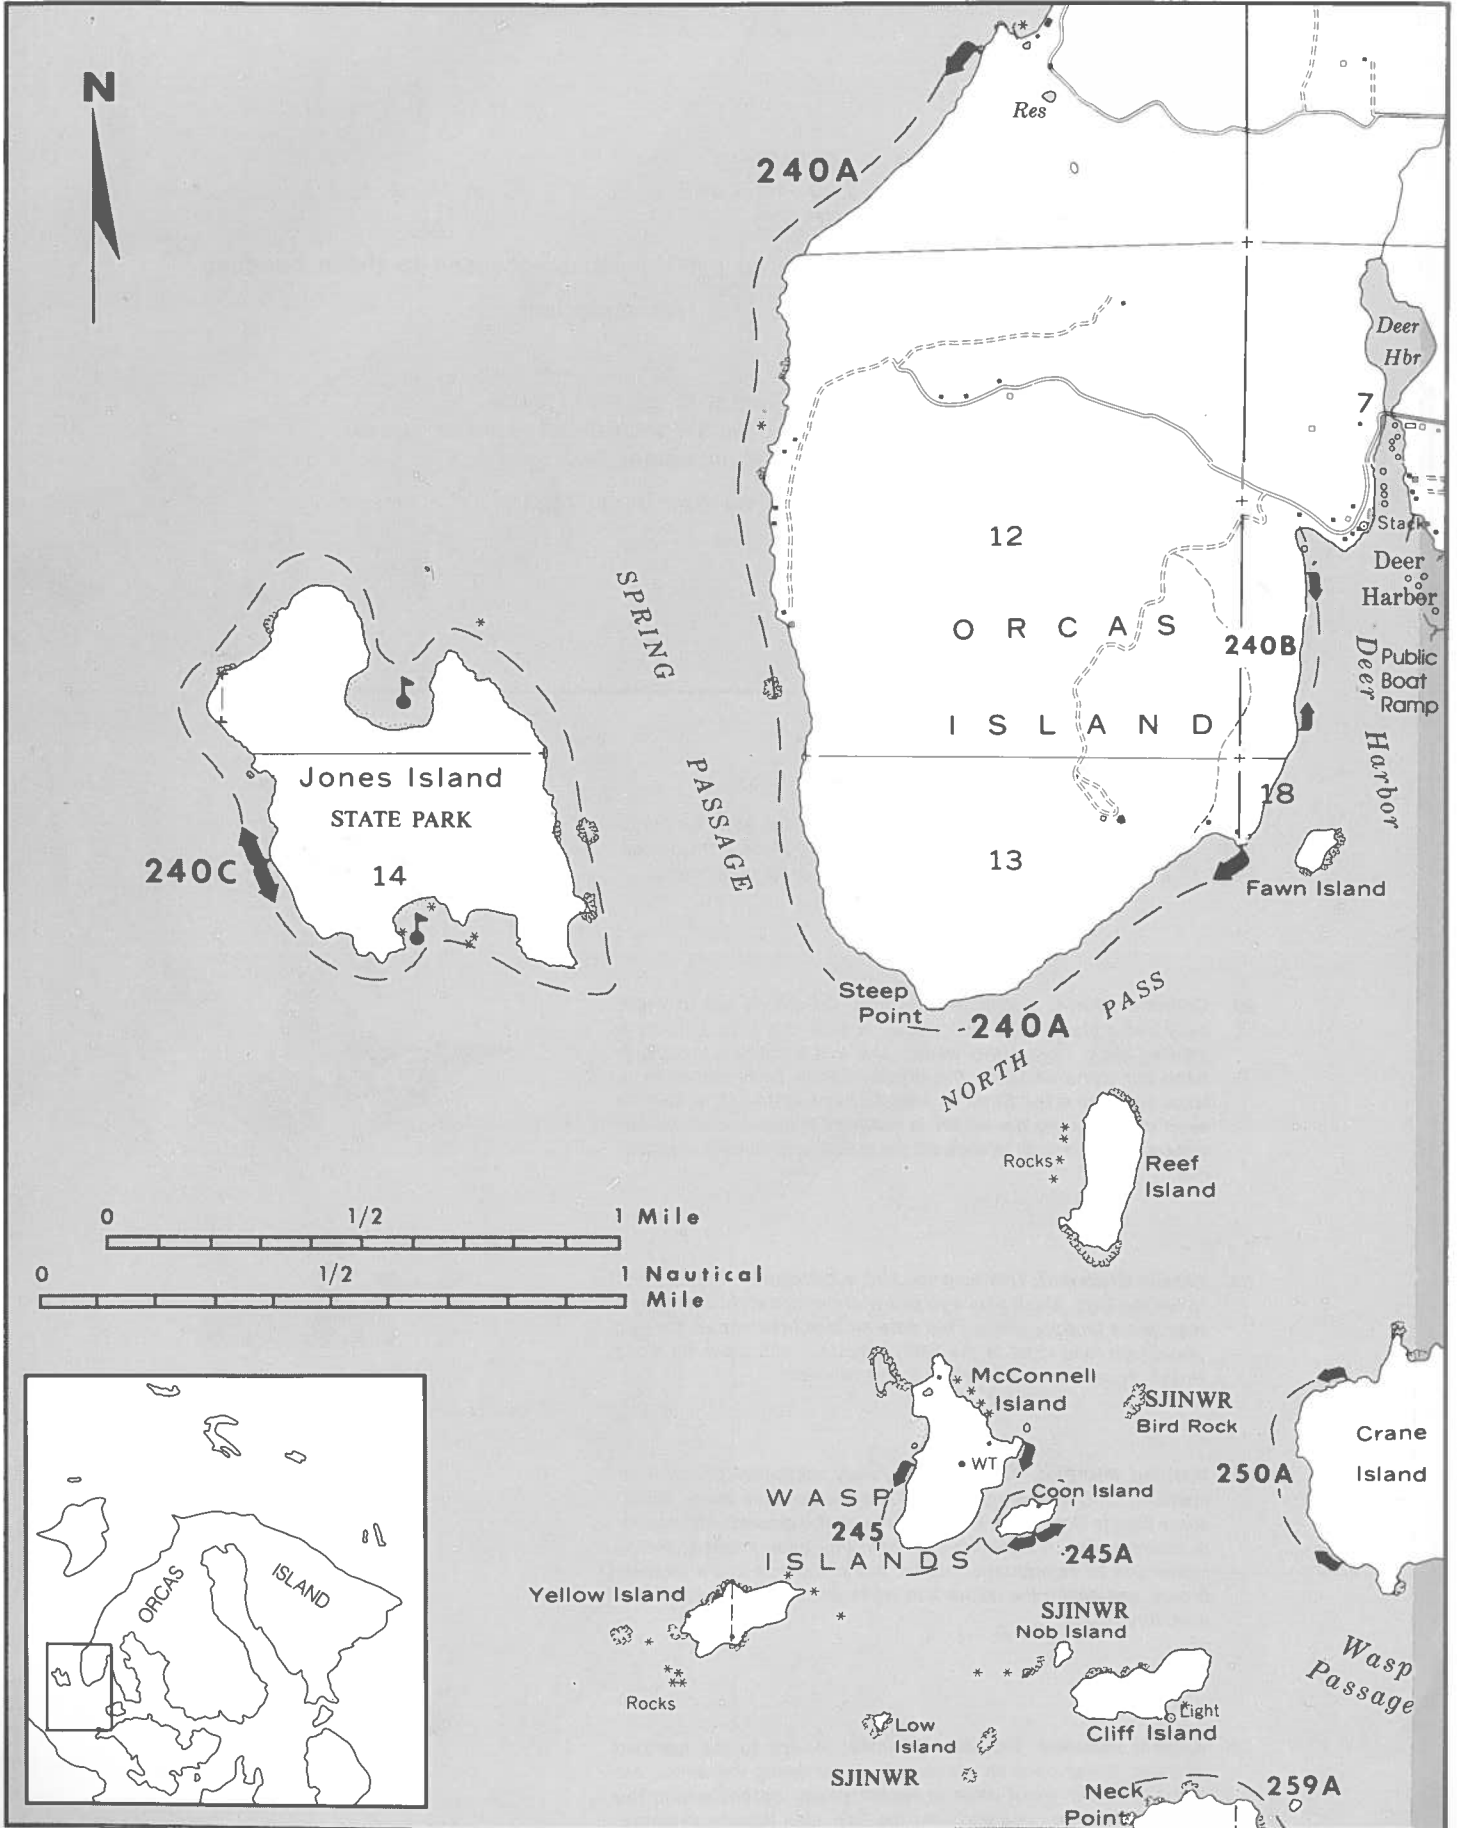 N
Res
240A
Deer
Hbr
7
12
Stack
Deer
Harbor
SPRING
PASSAGE
ORCAS
ISLAND
240B
Public
Boat
Ramp
Deer Harbor
Jones Island
STATE PARK
14
240C
18
13
Fawn Island
Steep
Point
240A
NORTH PASS
Rocks
Reef
Island
0 1/2 1 Mile
0 1/2 1 Nautical
Mile
McConnell
Island
SJINWR
Bird Rock
Crane
Island
WT
250A
Coon Island
WASP
245
ISLANDS
245A
Yellow Island
SJINWR
Nob Island
Wasp
Passage
Rocks
Light
Cliff Island
Low
Island
SJINWR
Neck
Point
259A
ORCAS
ISLAND